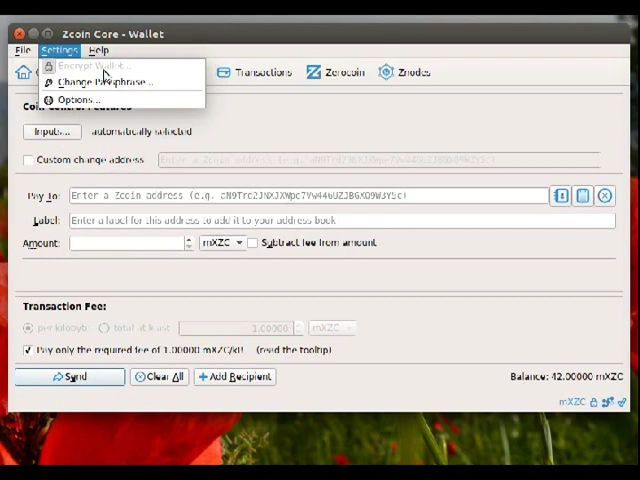 Zcoin Core - Wallet
File Settings Help
Encrypt Wallet...
Change Passphrase...
Options...
Transactions Zerocoin Znodes
Coin Control Features
Inputs... automatically selected
Custom change address
Pay To: Enter a Zcoin address (e.g.
Label: Enter a label for this address to add it to your address book
Amount: mXZC Subtract fee from amount
Transaction Fee:
per kilobyte total at least 1.00000 mXZC
Pay only the required fee of 1.00000 mXZC/kB (read the tooltip)
Send Clear All Add Recipient Balance: 42.00000 mXZC
mXZC